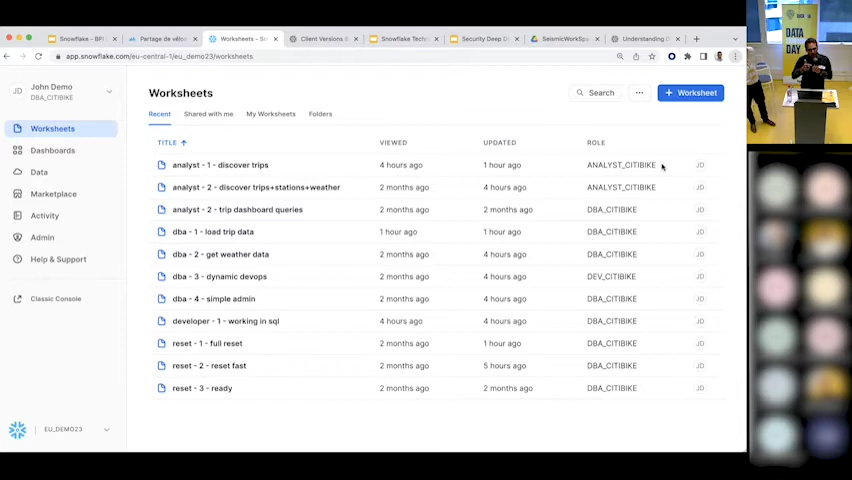 Snowflake - BFI
Partage de vélos
Worksheets - Si
Client Versions &
Snowflake Techn
Security Deep Di
SeismicWorkSpa
Understanding D
app.snowflake.com/eu-central-1/eu_demo23/worksheets
JD
John Demo
DBA_CITIBIKE
Worksheets
Dashboards
Data
Marketplace
Activity
Admin
Help & Support
Classic Console
EU_DEMO23
Worksheets
Search
+ Worksheet
Recent Shared with me My Worksheets Folders
TITLE VIEWED UPDATED ROLE
analyst - 1 - discover trips 4 hours ago 1 hour ago ANALYST_CITIBIKE JD
analyst - 2 - discover trips+stations+weather 2 months ago 4 hours ago ANALYST_CITIBIKE JD
analyst - 2 - trip dashboard queries 2 months ago 2 months ago DBA_CITIBIKE JD
dba - 1 - load trip data 1 hour ago 1 hour ago DBA_CITIBIKE JD
dba - 2 - get weather data 2 months ago 4 hours ago DBA_CITIBIKE JD
dba - 3 - dynamic devops 2 months ago 4 hours ago DEV_CITIBIKE JD
dba - 4 - simple admin 2 months ago 4 hours ago DBA_CITIBIKE JD
developer - 1 - working in sql 4 hours ago 4 hours ago DBA_CITIBIKE JD
reset - 1 - full reset 2 months ago 1 hour ago DBA_CITIBIKE JD
reset - 2 - reset fast 2 months ago 5 hours ago DBA_CITIBIKE JD
reset - 3 - ready 2 months ago 2 months ago DBA_CITIBIKE JD
DATA
DAY